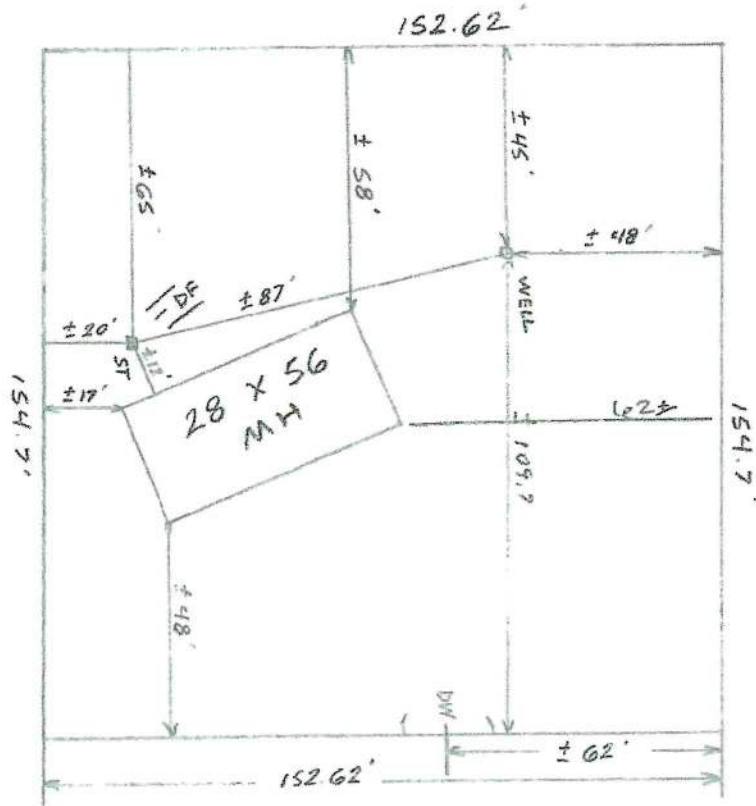 152.62'
± 45'
± 58'
± 65'
± 48'
WELL
DF
± 87'
± 20'
ST
± 12'
± 17'
28 x 56
MH
154.7'
154.7'
± 109.7
± 48'
DW
± 62'
152.62'